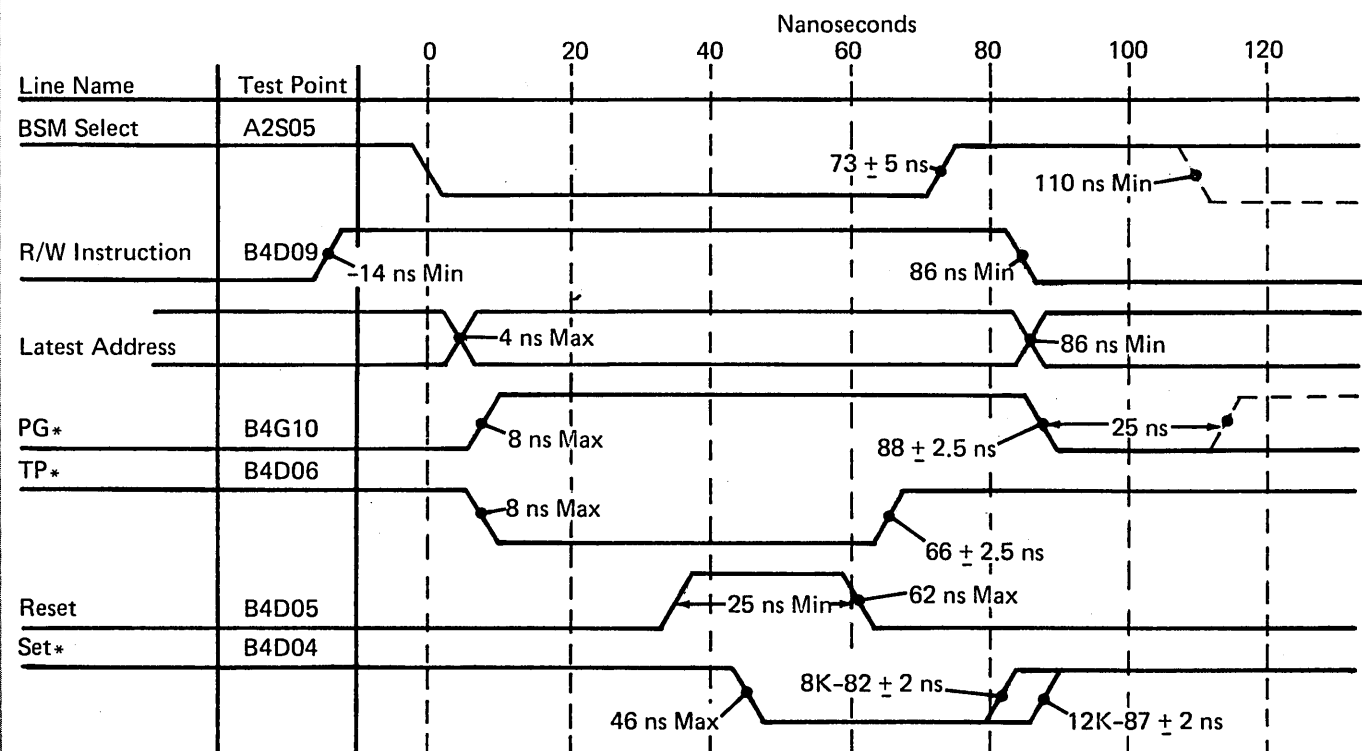 Nanoseconds
0 20 40 60 80 100 120
Line Name Test Point
BSM Select A2S05
73 ± 5 ns
110 ns Min
R/W Instruction B4D09
-14 ns Min
86 ns Min
Latest Address
4 ns Max
86 ns Min
PG* B4G10
8 ns Max
88 ± 2.5 ns
25 ns
TP* B4D06
8 ns Max
66 ± 2.5 ns
Reset B4D05
25 ns Min
62 ns Max
Set* B4D04
46 ns Max
8K-82 ± 2 ns
12K-87 ± 2 ns